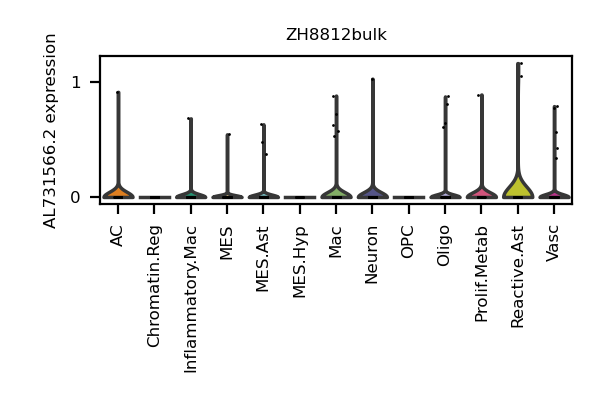 ZH8812bulk
AL731566.2 expression
1
0
AC
Chromatin.Reg
Inflammatory.Mac
MES
MES.Ast
MES.Hyp
Mac
Neuron
OPC
Oligo
Prolif.Metab
Reactive.Ast
Vasc